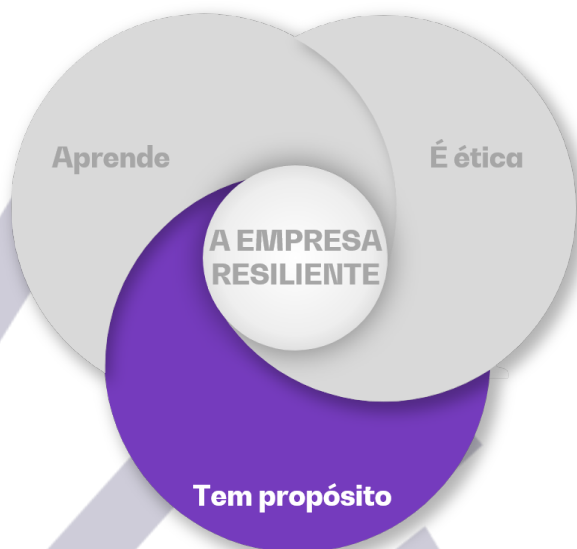 Aprende
É ética
A EMPRESA
RESILIENTE
Tem propósito